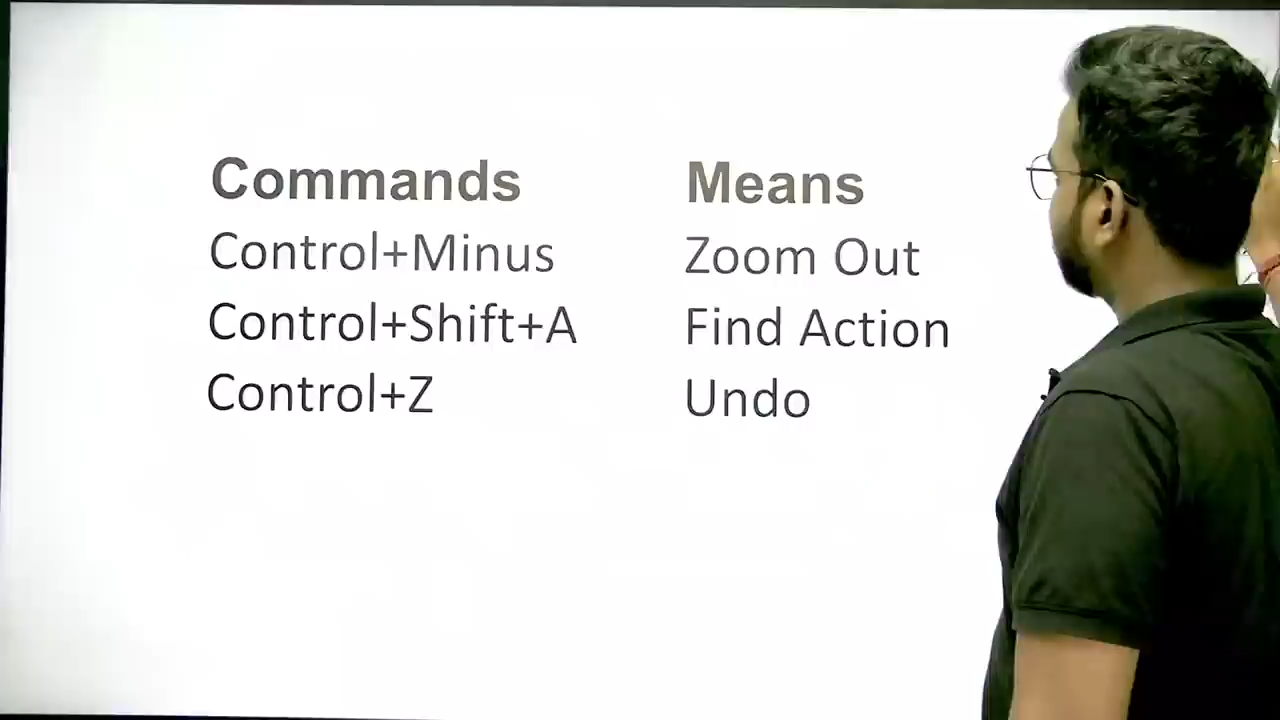 Commands Means
Control+Minus Zoom Out
Control+Shift+A Find Action
Control+Z Undo